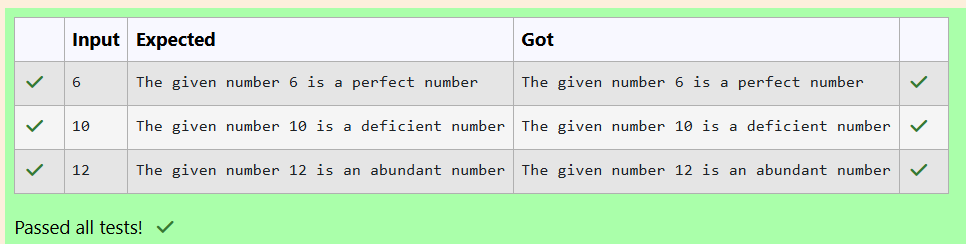 Input Expected Got
6 The given number 6 is a perfect number The given number 6 is a perfect number
10 The given number 10 is a deficient number The given number 10 is a deficient number
12 The given number 12 is an abundant number The given number 12 is an abundant number
Passed all tests!